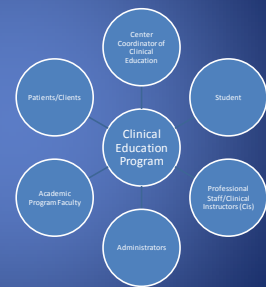 Center
Coordinator of
Clinical
Education
Patients/Clients
Student
Clinical
Education
Program
Academic
Program Faculty
Professional
Staff/Clinical
Instructors (Cis)
Administrators